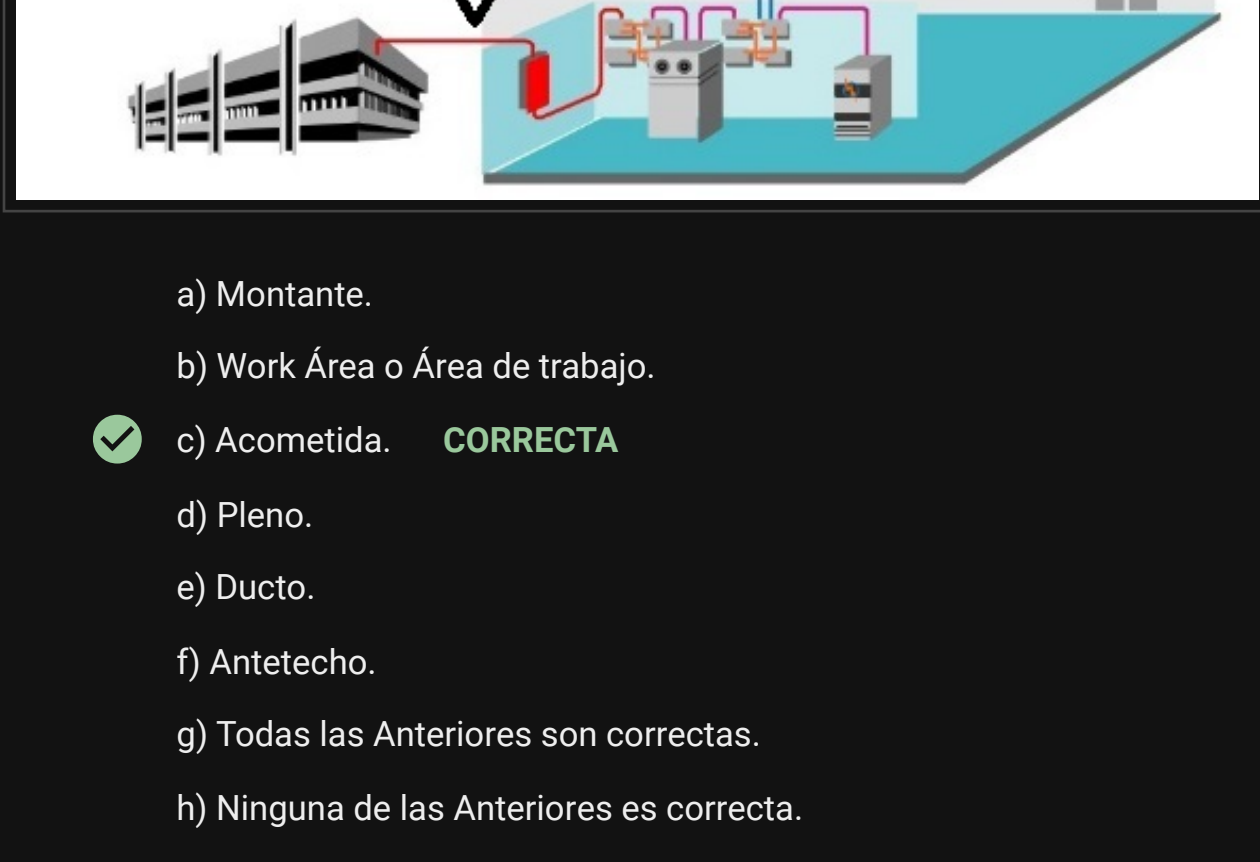 a) Montante.
b) Work Área o Área de trabajo.
c) Acometida. CORRECTA
d) Pleno.
e) Ducto.
f) Antetecho.
g) Todas las Anteriores son correctas.
h) Ninguna de las Anteriores es correcta.